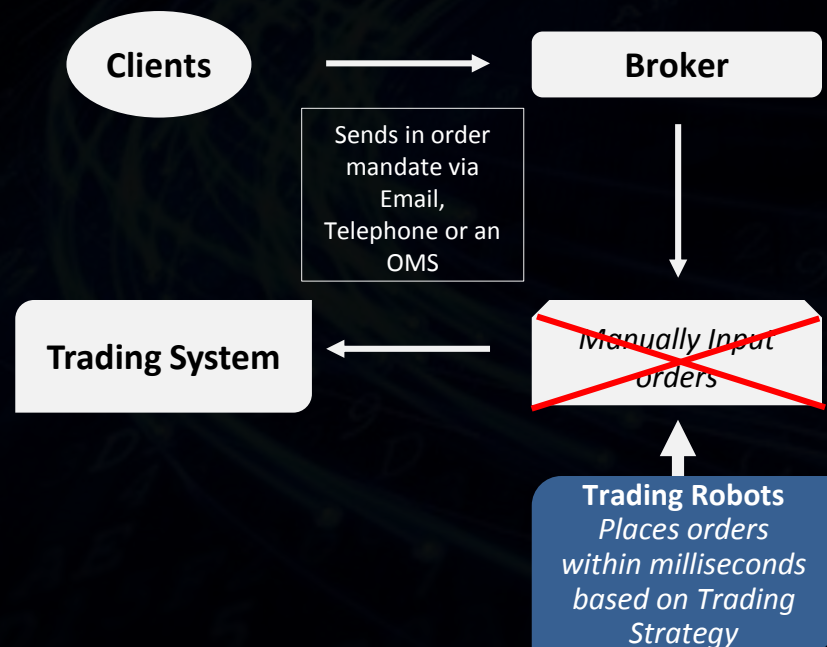 Clients
Broker
Sends in order
mandate via
Email,
Telephone or an
OMS
Trading System
Manually Input
orders
Trading Robots
Places orders
within milliseconds
based on Trading
Strategy